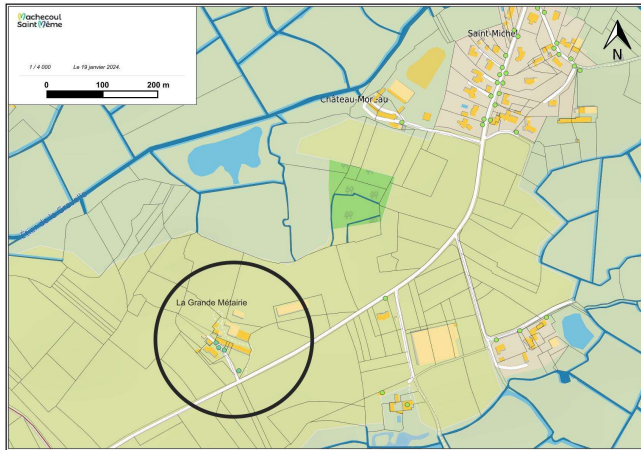 Machecoul
Saint Même
1 / 4 000 Le 19 janvier 2024.
0 100 200 m
N
Saint-Michel
Château-Moreau
La Grande Métairie